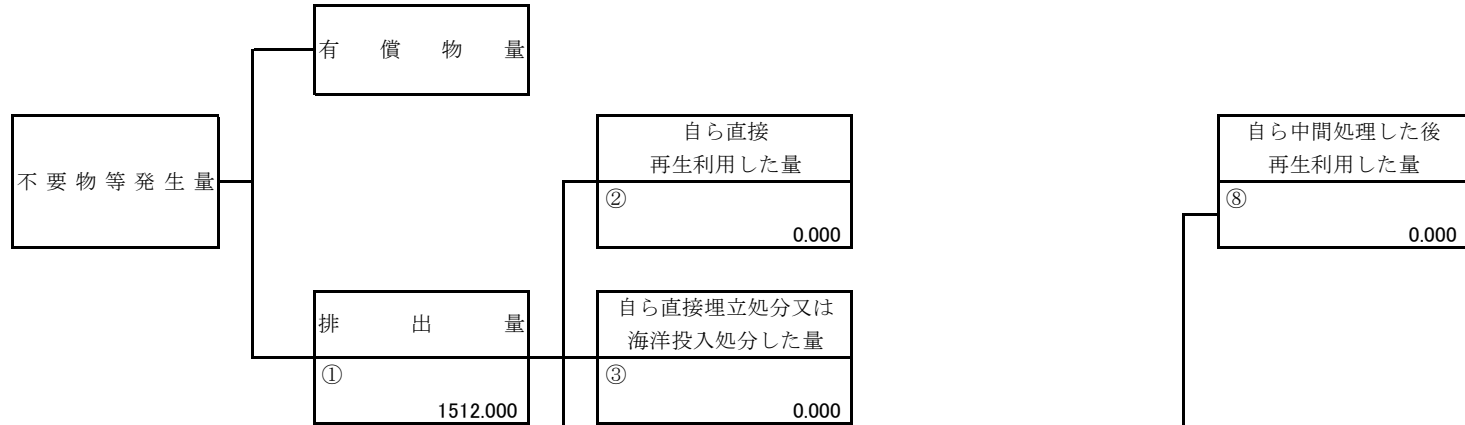 有償物量
不要物等発生量
自ら直接
再生利用した量
②
0.000
自ら中間処理した後
再生利用した量
⑧
0.000
排出量
①
1512.000
自ら直接埋立処分又は
海洋投入処分した量
③
0.000